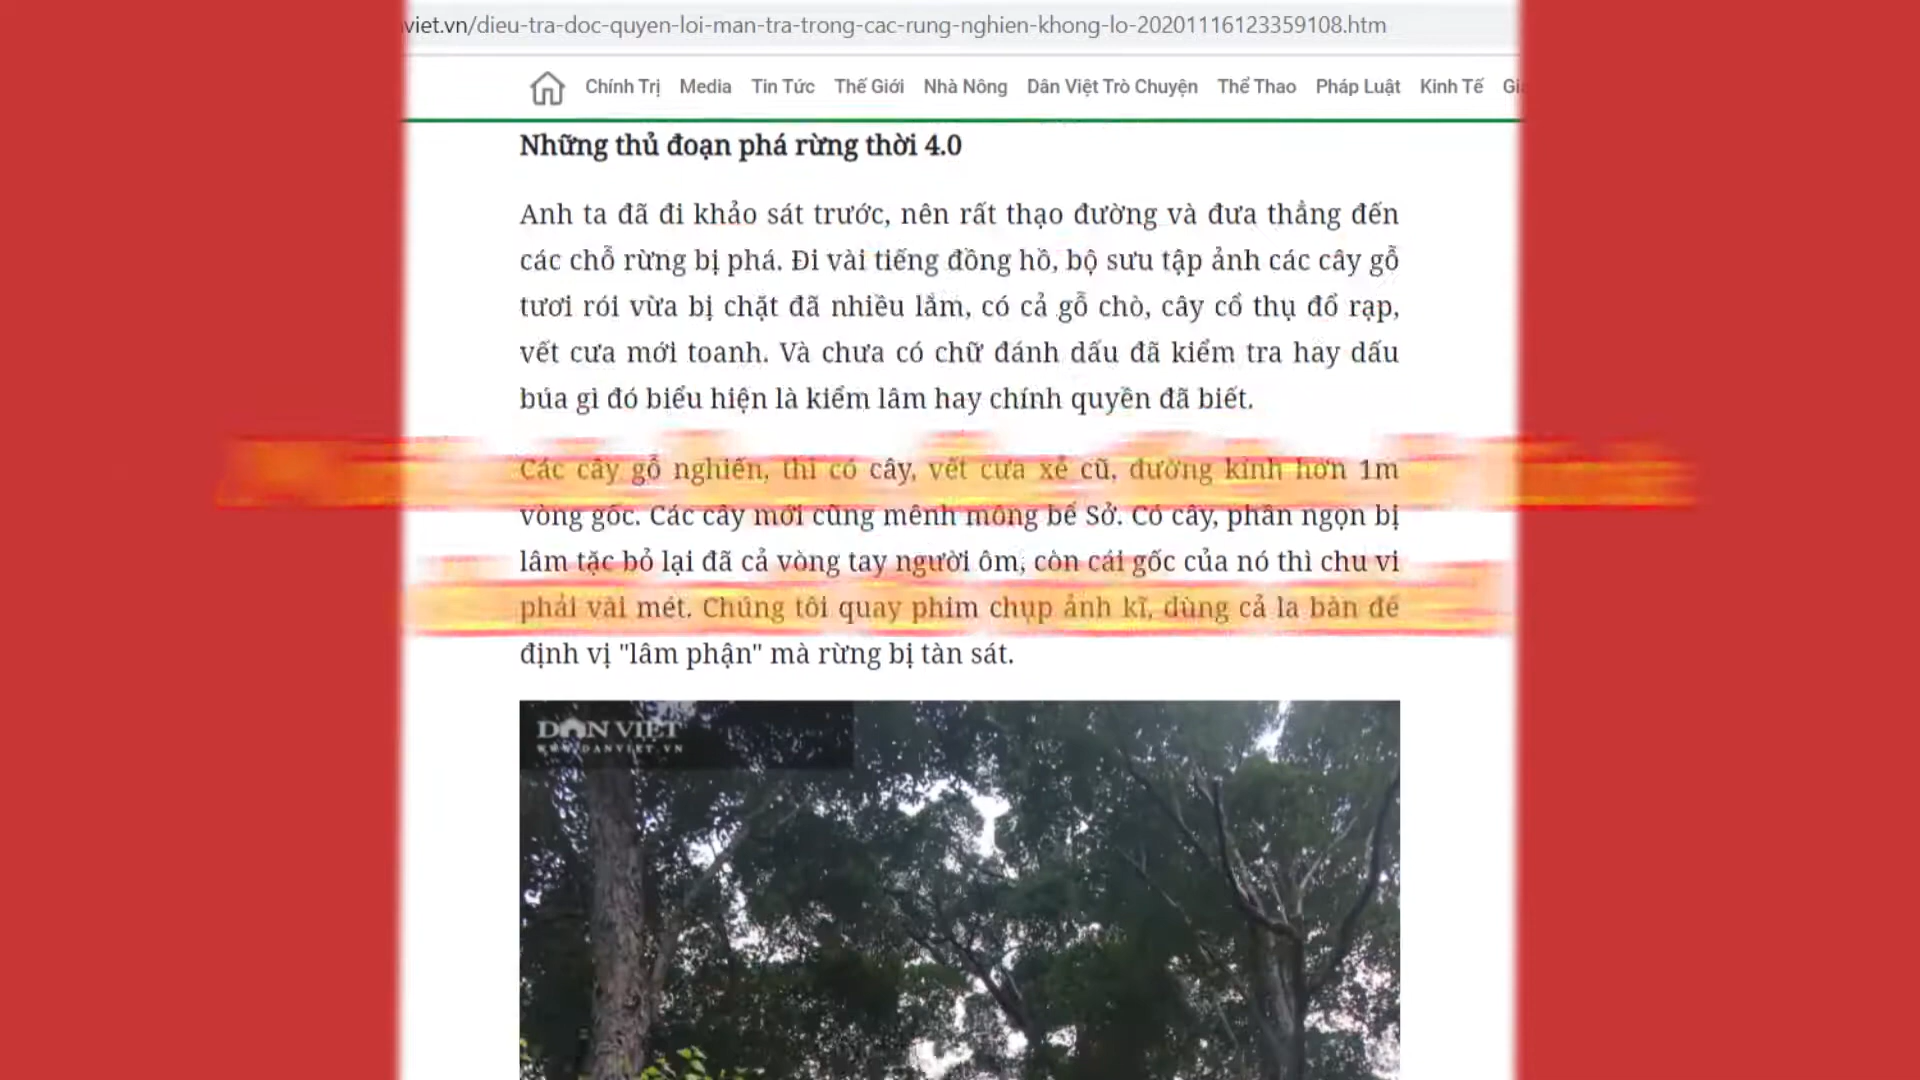 viet.vn/dieu-tra-doc-quyen-loi-man-tra-trong-cac-rung-nghien-khong-lo-20201116123359108.htm
Chính Trị Media Tin Tức Thế Giới Nhà Nông Dân Việt Trò Chuyện Thể Thao Pháp Luật Kinh Tế Gi
Những thủ đoạn phá rừng thời 4.0
Anh ta đã đi khảo sát trước, nên rất thạo đường và đưa thẳng đến
các chỗ rừng bị phá. Đi vài tiếng đồng hồ, bộ sưu tập ảnh các cây gỗ
tươi rói vừa bị chặt đã nhiều lắm, có cả gỗ chò, cây cổ thụ đổ rạp,
vết cưa mới toanh. Và chưa có chữ đánh dấu đã kiểm tra hay dấu
búa gì đó biểu hiện là kiểm lâm hay chính quyền đã biết.
Các cây gỗ nghiến, thì có cây, vết cưa xẻ cũ, đường kính hơn 1m
vòng gốc. Các cây mới cũng mênh mông bể Sở. Có cây, phần ngọn bị
lâm tặc bỏ lại đã cả vòng tay người ôm, còn cái gốc của nó thì chu vi
phải vài mét. Chúng tôi quay phim chụp ảnh kĩ, dùng cả la bàn để
định vị "lâm phận" mà rừng bị tàn sát.
DÂN VIỆT
WWW.DANVIET.VN